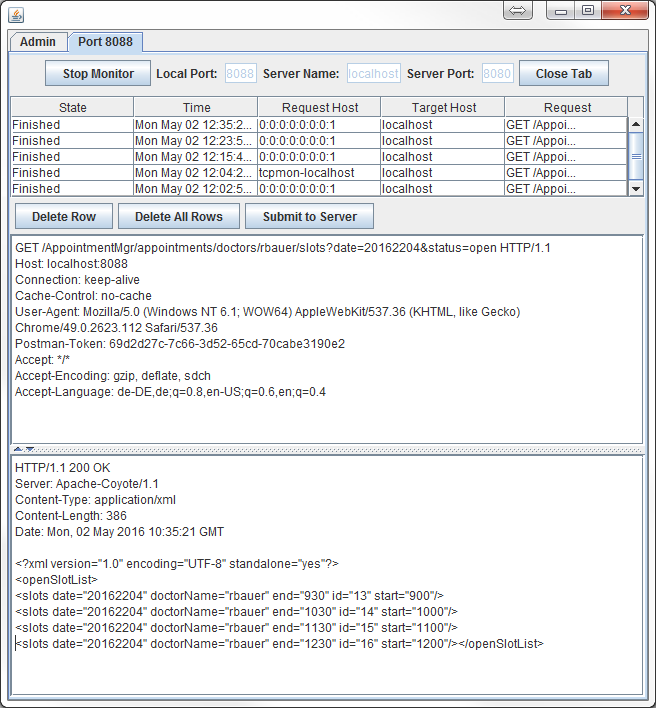 Admin Port 8088
Stop Monitor Local Port: 8088 Server Name: localhost Server Port: 8080 Close Tab
State Time Request Host Target Host Request
Finished Mon May 02 12:35:2... 0:0:0:0:0:0:0:1 localhost GET /Appoi...
Finished Mon May 02 12:23:5... 0:0:0:0:0:0:0:1 localhost GET /Appoi...
Finished Mon May 02 12:15:4... 0:0:0:0:0:0:0:1 localhost GET /Appoi...
Finished Mon May 02 12:04:2... tcpmon-localhost localhost GET /Appoi...
Finished Mon May 02 12:02:5... 0:0:0:0:0:0:0:1 localhost GET /Appoi...
Delete Row Delete All Rows Submit to Server
GET /AppointmentMgr/appointments/doctors/rbauer/slots?date=20162204&status=open HTTP/1.1
Host: localhost:8088
Connection: keep-alive
Cache-Control: no-cache
User-Agent: Mozilla/5.0 (Windows NT 6.1; WOW64) AppleWebKit/537.36 (KHTML, like Gecko)
Chrome/49.0.2623.112 Safari/537.36
Postman-Token: 69d2d27c-7c66-3d52-65cd-70cabe3190e2
Accept: */*
Accept-Encoding: gzip, deflate, sdch
Accept-Language: de-DE,de;q=0.8,en-US;q=0.6,en;q=0.4
HTTP/1.1 200 OK
Server: Apache-Coyote/1.1
Content-Type: application/xml
Content-Length: 386
Date: Mon, 02 May 2016 10:35:21 GMT
&lt;?xml version="1.0" encoding="UTF-8" standalone="yes"?&gt;
&lt;openSlotList&gt;
&lt;slots date="20162204" doctorName="rbauer" end="930" id="13" start="900"/&gt;
&lt;slots date="20162204" doctorName="rbauer" end="1030" id="14" start="1000"/&gt;
&lt;slots date="20162204" doctorName="rbauer" end="1130" id="15" start="1100"/&gt;
&lt;slots date="20162204" doctorName="rbauer" end="1230" id="16" start="1200"/&gt;&lt;/openSlotList&gt;